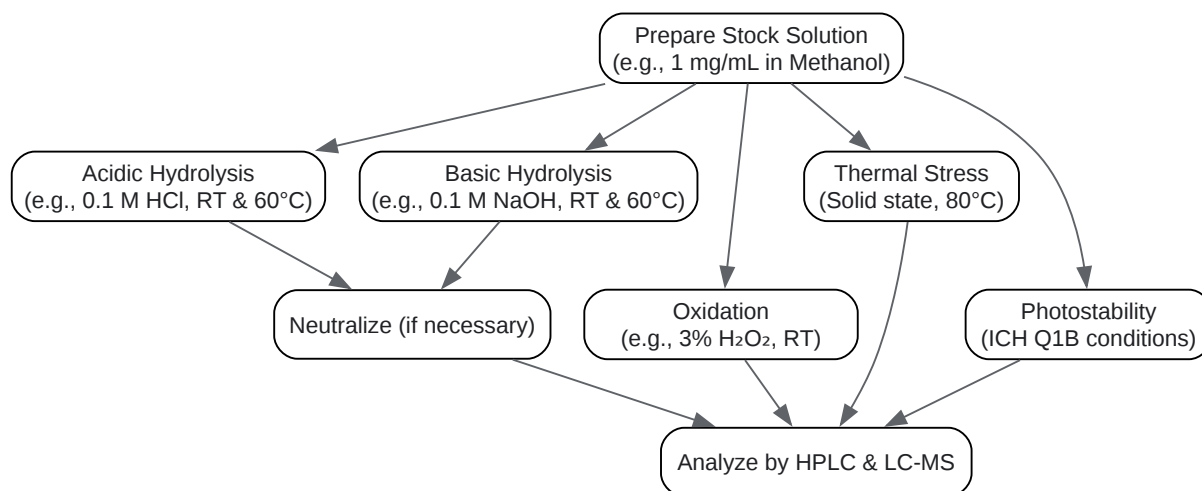 Prepare Stock Solution
(e.g., 1 mg/mL in Methanol)
Acidic Hydrolysis
(e.g., 0.1 M HCl, RT & 60°C)
Basic Hydrolysis
(e.g., 0.1 M NaOH, RT & 60°C)
Thermal Stress
(Solid state, 80°C)
Neutralize (if necessary)
Oxidation
(e.g., 3% H₂O₂, RT)
Photostability
(ICH Q1B conditions)
Analyze by HPLC & LC-MS